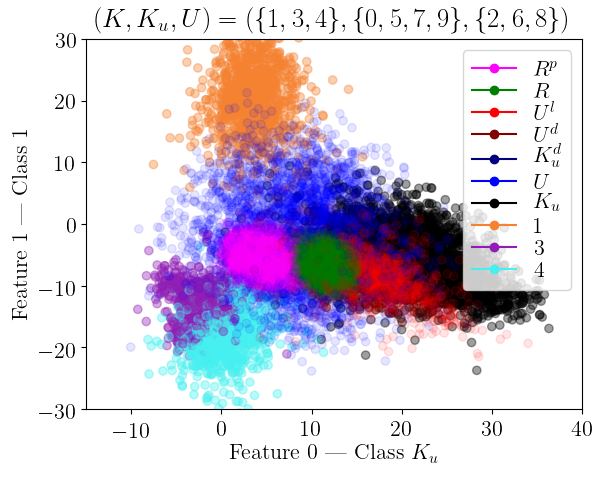 (K, K_u, U) = ({1, 3, 4}, {0, 5, 7, 9}, {2, 6, 8})
30
20
10
0
−10
−20
−30
Feature 1 — Class 1
R^p
R
U^l
U^d
K_u^d
U
K_u
1
3
4
−10 0 10 20 30 40
Feature 0 — Class K_u